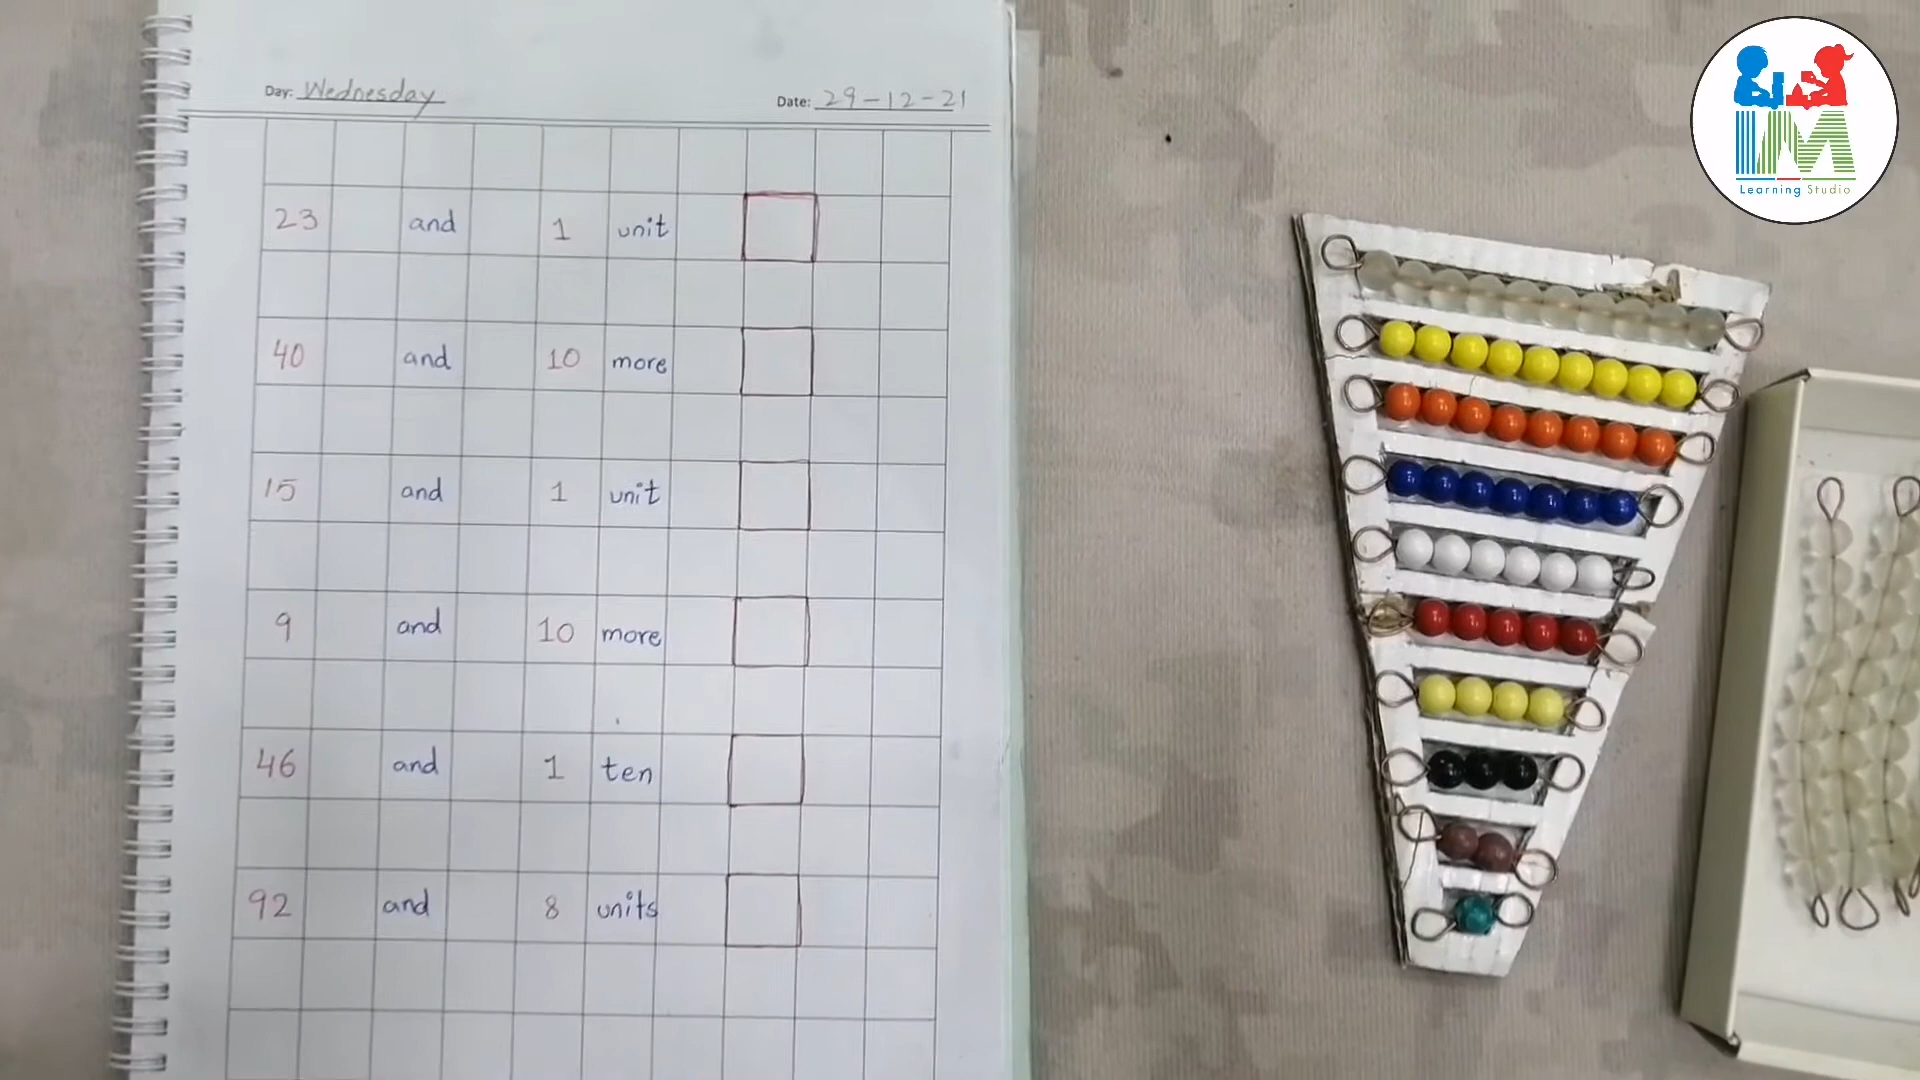 Day: Wednesday Date: 29-12-21
23 and 1 unit
40 and 10 more
15 and 1 unit
9 and 10 more
46 and 1 ten
92 and 8 units
IM
Learning Studio